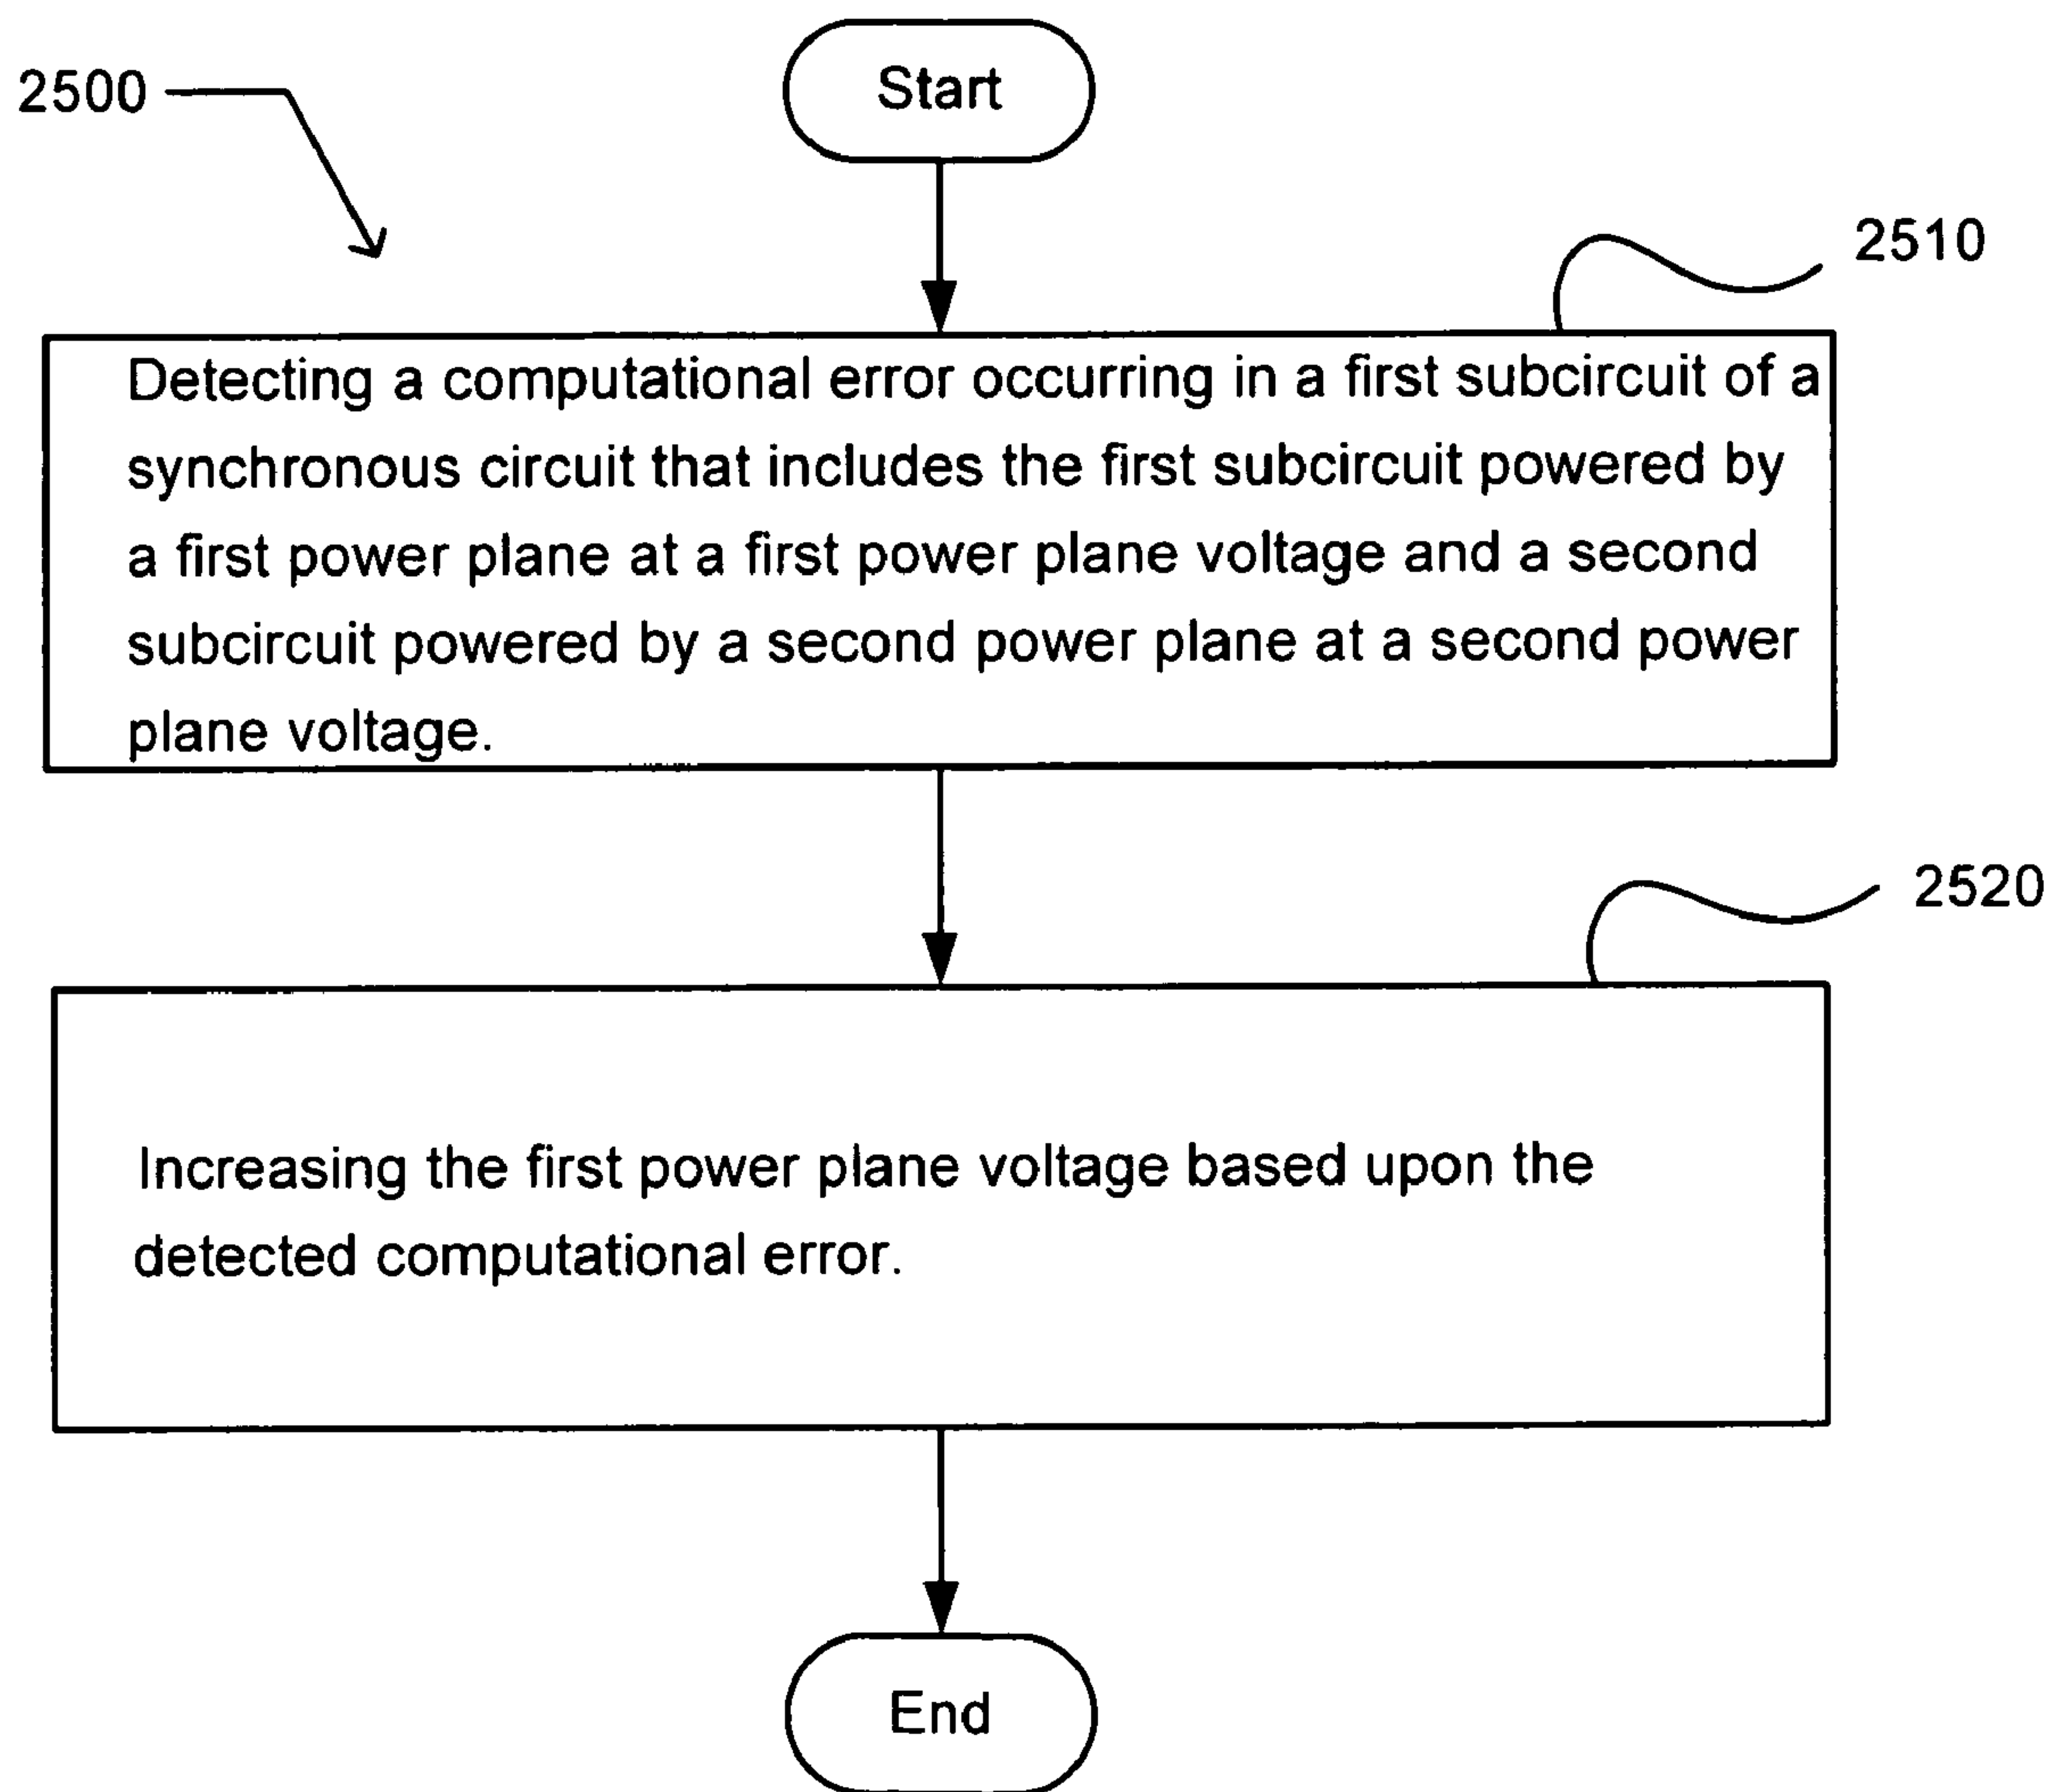 Start
2500
2510
Detecting a computational error occurring in a first subcircuit of a
synchronous circuit that includes the first subcircuit powered by
a first power plane at a first power plane voltage and a second
subcircuit powered by a second power plane at a second power
plane voltage.
2520
Increasing the first power plane voltage based upon the
detected computational error.
End